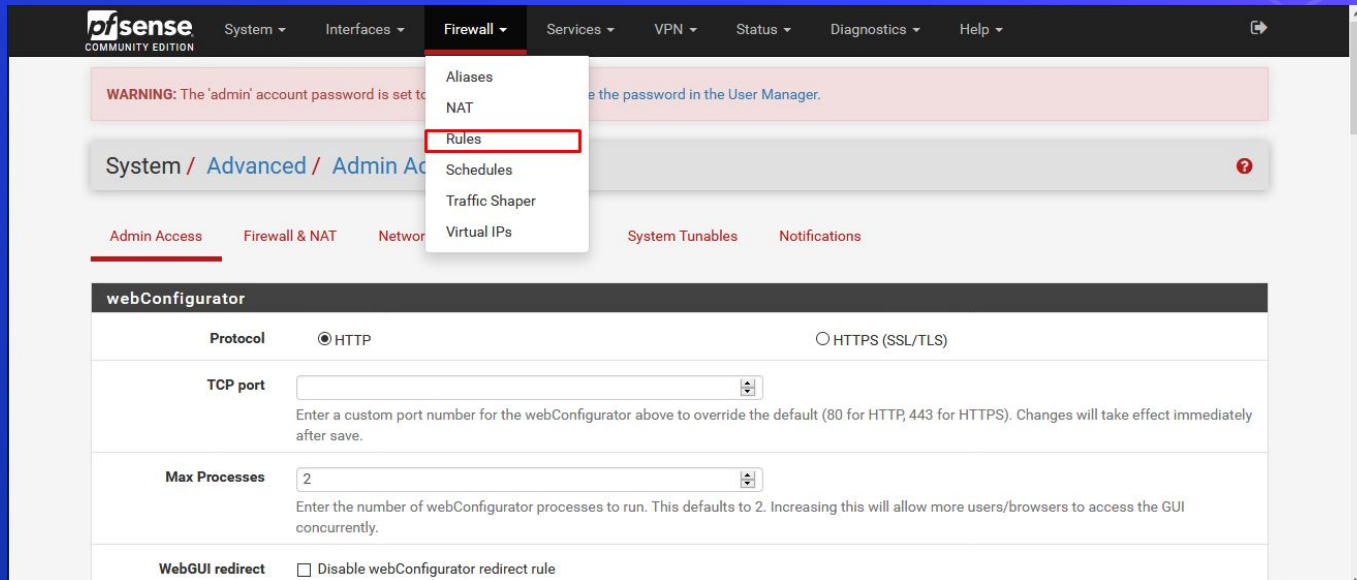 pfsense
COMMUNITY EDITION
System Interfaces Firewall Services VPN Status Diagnostics Help
Aliases
NAT
Rules
Schedules
Traffic Shaper
Virtual IPs
WARNING: The 'admin' account password is set to e the password in the User Manager.
System / Advanced / Admin Ac
Admin Access Firewall & NAT Networ System Tunables Notifications
webConfigurator
Protocol HTTP HTTPS (SSL/TLS)
TCP port
Enter a custom port number for the webConfigurator above to override the default (80 for HTTP, 443 for HTTPS). Changes will take effect immediately
after save.
Max Processes 2
Enter the number of webConfigurator processes to run. This defaults to 2. Increasing this will allow more users/browsers to access the GUI
concurrently.
WebGUI redirect Disable webConfigurator redirect rule